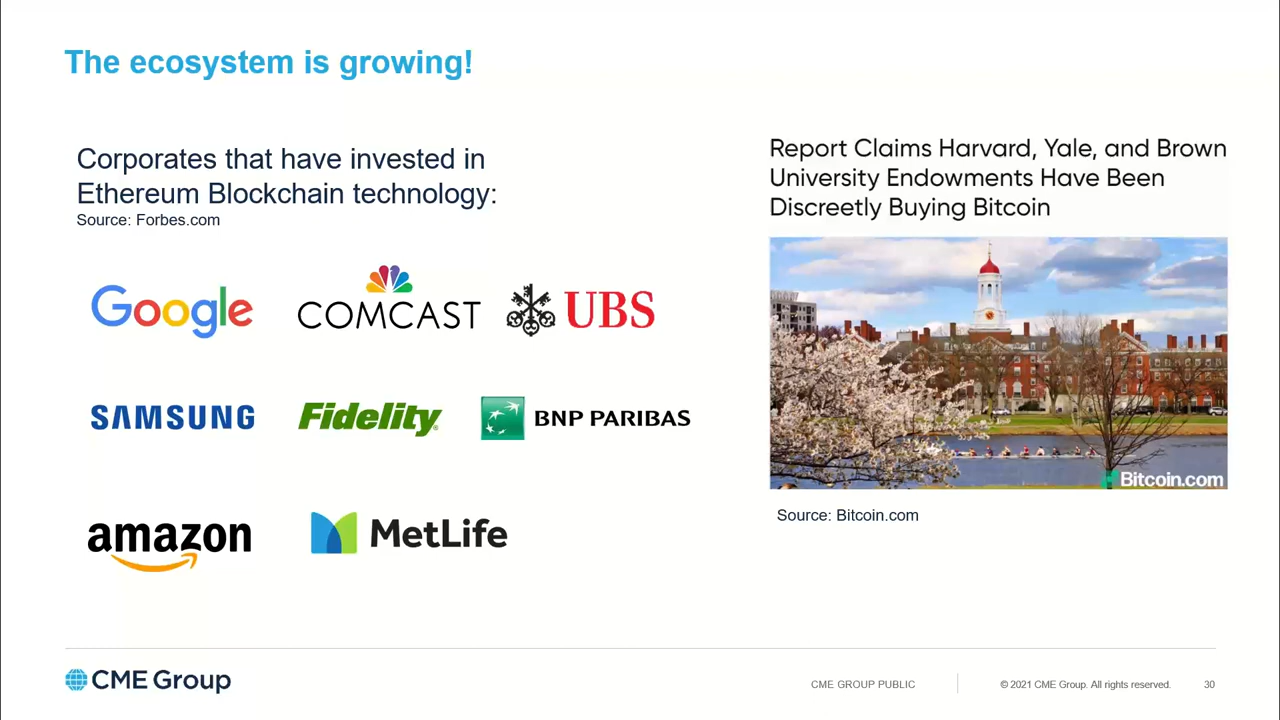 The ecosystem is growing!
Corporates that have invested in
Ethereum Blockchain technology:
Source: Forbes.com
Google
COMCAST
UBS
SAMSUNG
Fidelity®
BNP PARIBAS
amazon
MetLife
Report Claims Harvard, Yale, and Brown
University Endowments Have Been
Discreetly Buying Bitcoin
Bitcoin.com
Source: Bitcoin.com
CME Group
CME GROUP PUBLIC
© 2021 CME Group. All rights reserved.
30